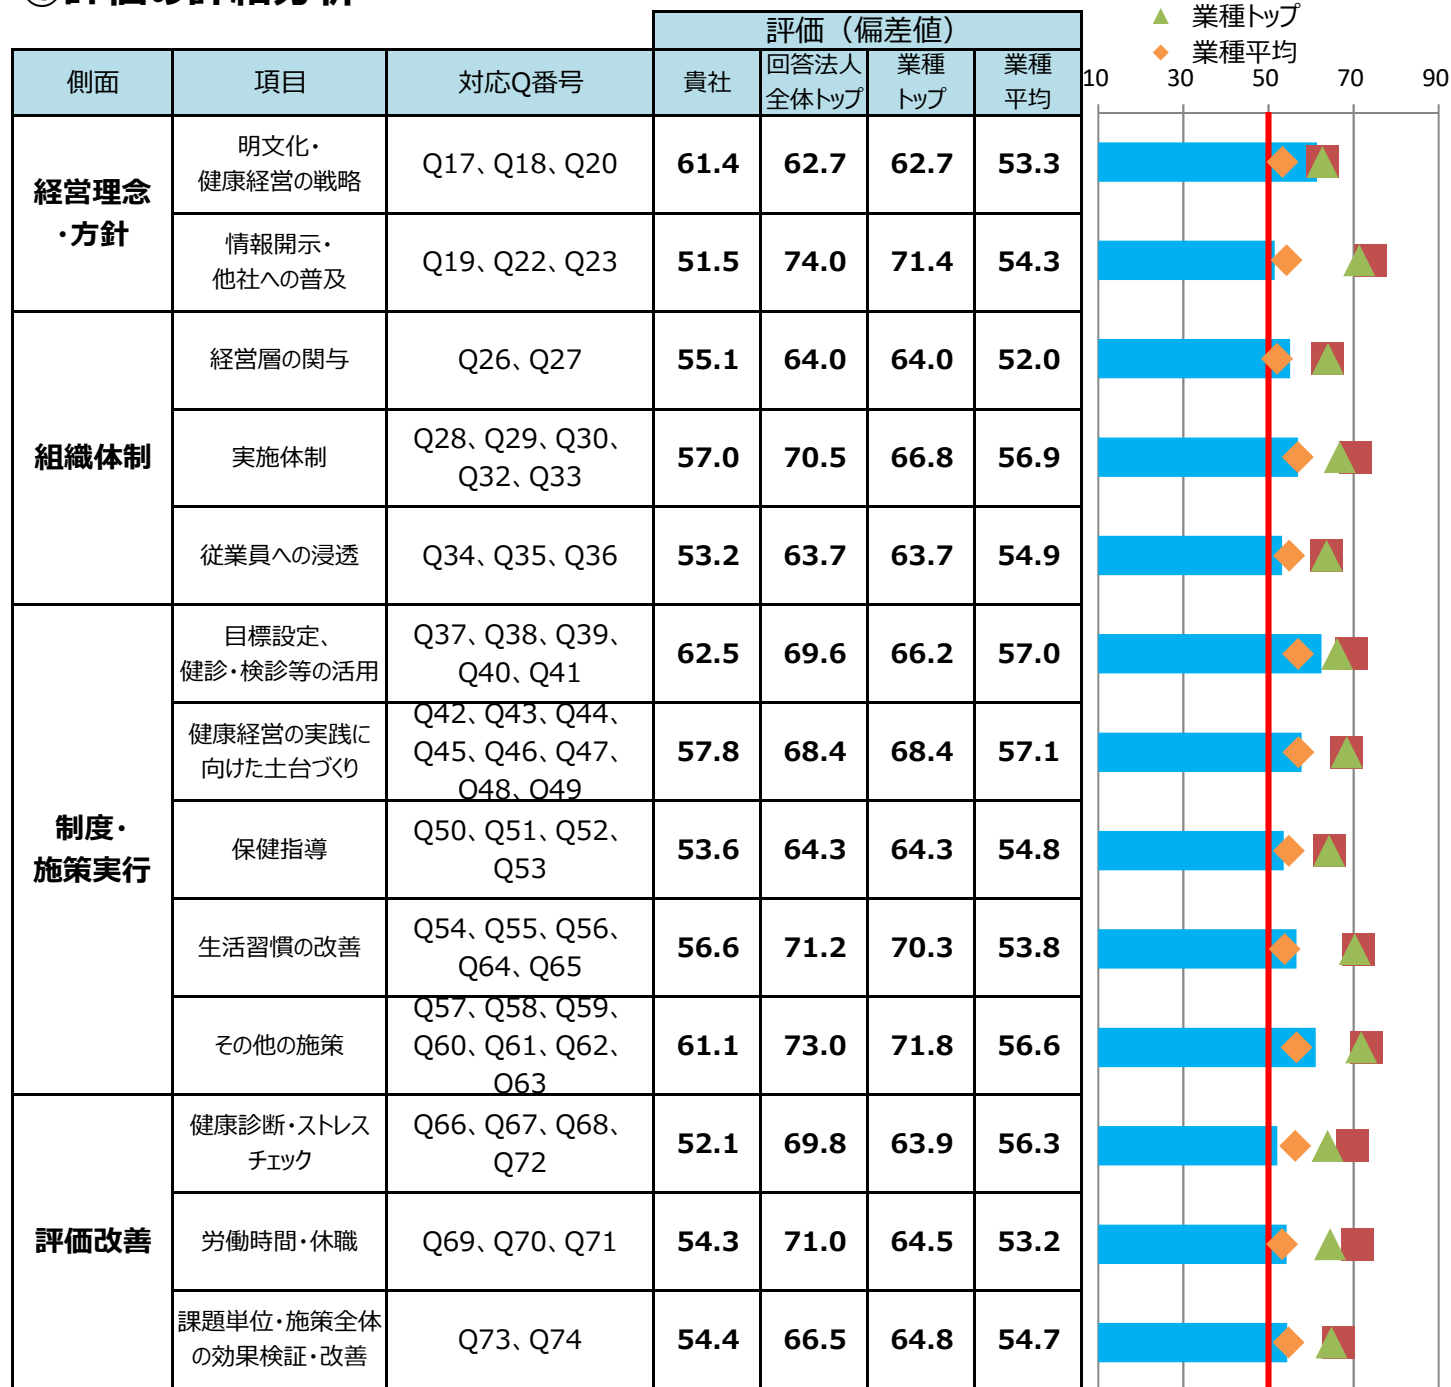 ①評価の詳細分析
評価（偏差値）
▲ 業種トップ
◆ 業種平均
側面 項目 対応Q番号 貴社 回答法人 業種 業種
全体トップ トップ 平均
10 30 50 70 90
経営理念
・方針
明文化・
健康経営の戦略
Q17、Q18、Q20 61.4 62.7 62.7 53.3
情報開示・
他社への普及
Q19、Q22、Q23 51.5 74.0 71.4 54.3
組織体制
経営層の関与 Q26、Q27 55.1 64.0 64.0 52.0
実施体制
Q28、Q29、Q30、
Q32、Q33
57.0 70.5 66.8 56.9
従業員への浸透 Q34、Q35、Q36 53.2 63.7 63.7 54.9
制度・
施策実行
目標設定、
健診・検診等の活用
Q37、Q38、Q39、
Q40、Q41
62.5 69.6 66.2 57.0
健康経営の実践に
向けた土台づくり
Q42、Q43、Q44、
Q45、Q46、Q47、
Q48、Q49
57.8 68.4 68.4 57.1
保健指導
Q50、Q51、Q52、
Q53
53.6 64.3 64.3 54.8
生活習慣の改善
Q54、Q55、Q56、
Q64、Q65
56.6 71.2 70.3 53.8
その他の施策
Q57、Q58、Q59、
Q60、Q61、Q62、
Q63
61.1 73.0 71.8 56.6
評価改善
健康診断・ストレス
チェック
Q66、Q67、Q68、
Q72
52.1 69.8 63.9 56.3
労働時間・休職 Q69、Q70、Q71 54.3 71.0 64.5 53.2
課題単位・施策全体
の効果検証・改善
Q73、Q74 54.4 66.5 64.8 54.7